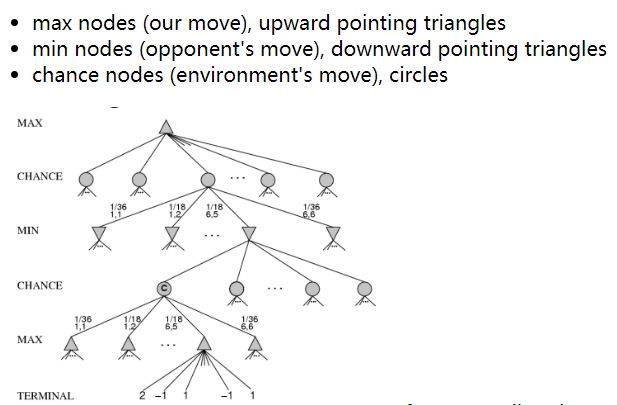 • max nodes (our move), upward pointing triangles
• min nodes (opponent's move), downward pointing triangles
• chance nodes (environment's move), circles
MAX
CHANCE
...
1/36 1/18 1/18 1/36
1,1 1,2 6,5 6,6
MIN
...
CHANCE
C
...
1/36 1/18 1/18 1/36
1,1 1,2 6,5 6,6
MAX
...
TERMINAL 2 -1 1 -1 1